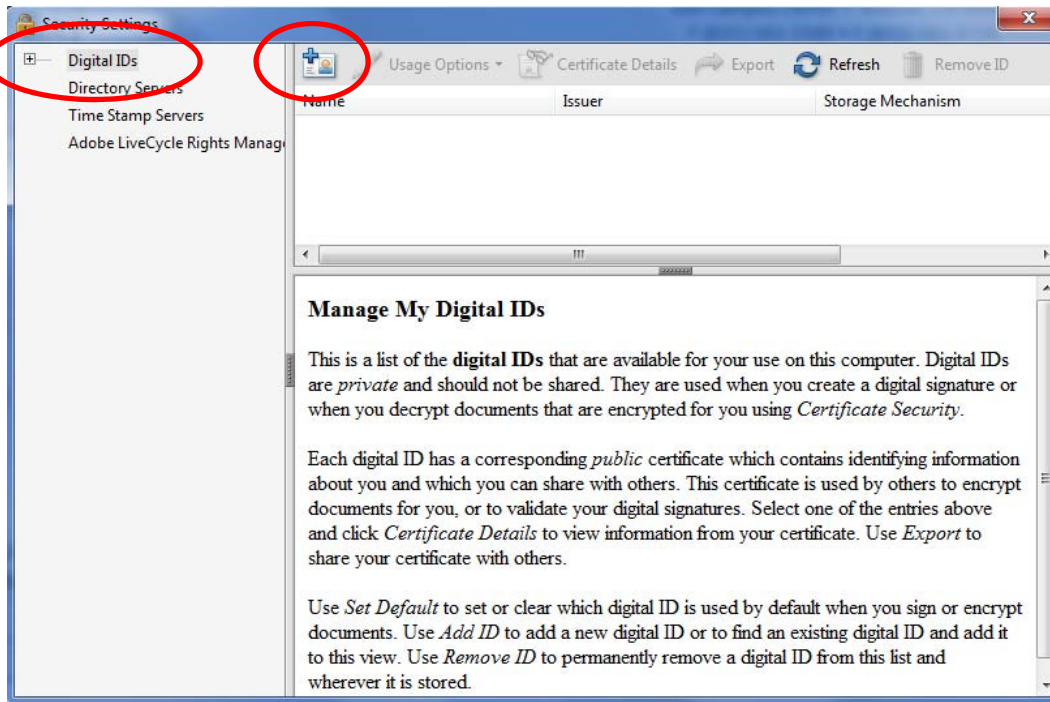 Security Settings
Digital IDs
Directory Servers
Time Stamp Servers
Adobe LiveCycle Rights Manage
Usage Options
Certificate Details
Export
Refresh
Remove ID
Name Issuer Storage Mechanism
Manage My Digital IDs
This is a list of the digital IDs that are available for your use on this computer. Digital IDs
are private and should not be shared. They are used when you create a digital signature or
when you decrypt documents that are encrypted for you using Certificate Security.
Each digital ID has a corresponding public certificate which contains identifying information
about you and which you can share with others. This certificate is used by others to encrypt
documents for you, or to validate your digital signatures. Select one of the entries above
and click Certificate Details to view information from your certificate. Use Export to
share your certificate with others.
Use Set Default to set or clear which digital ID is used by default when you sign or encrypt
documents. Use Add ID to add a new digital ID or to find an existing digital ID and add it
to this view. Use Remove ID to permanently remove a digital ID from this list and
wherever it is stored.